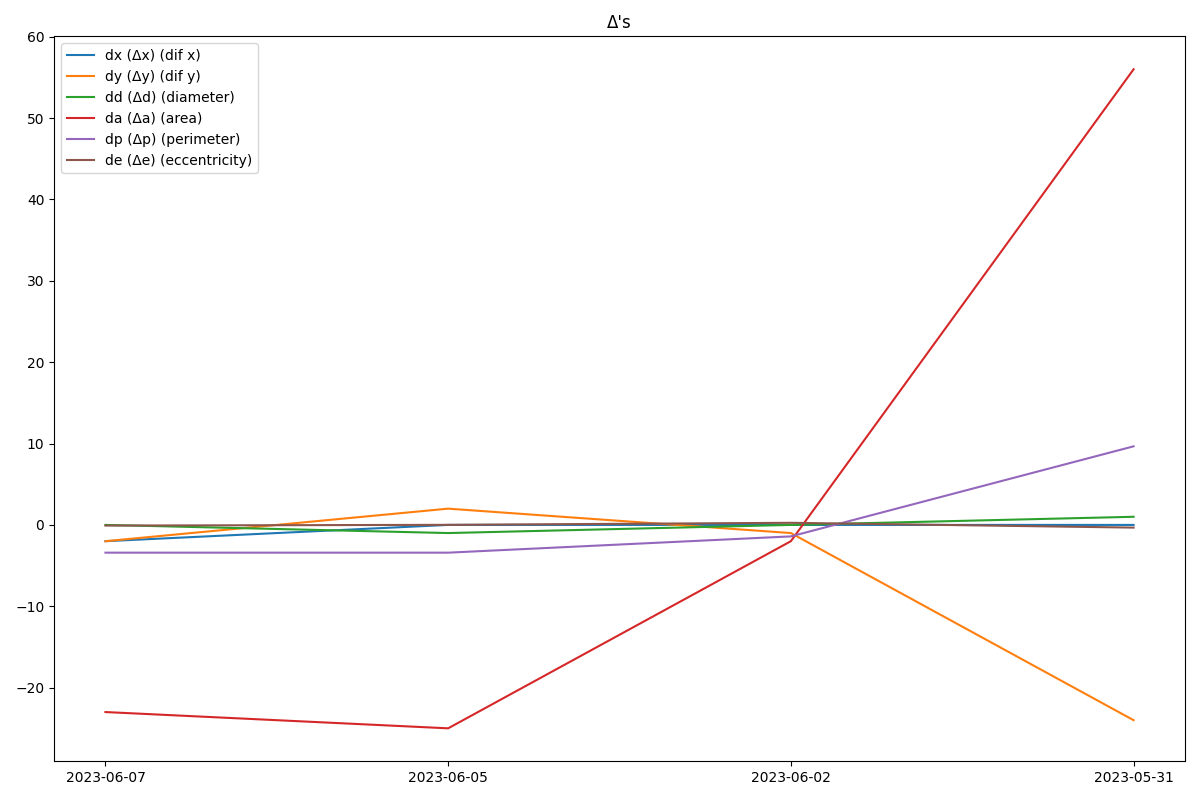 Δ's
60
50
40
30
20
10
0
−10
−20
dx (Δx) (dif x)
dy (Δy) (dif y)
dd (Δd) (diameter)
da (Δa) (area)
dp (Δp) (perimeter)
de (Δe) (eccentricity)
2023-06-07 2023-06-05 2023-06-02 2023-05-31